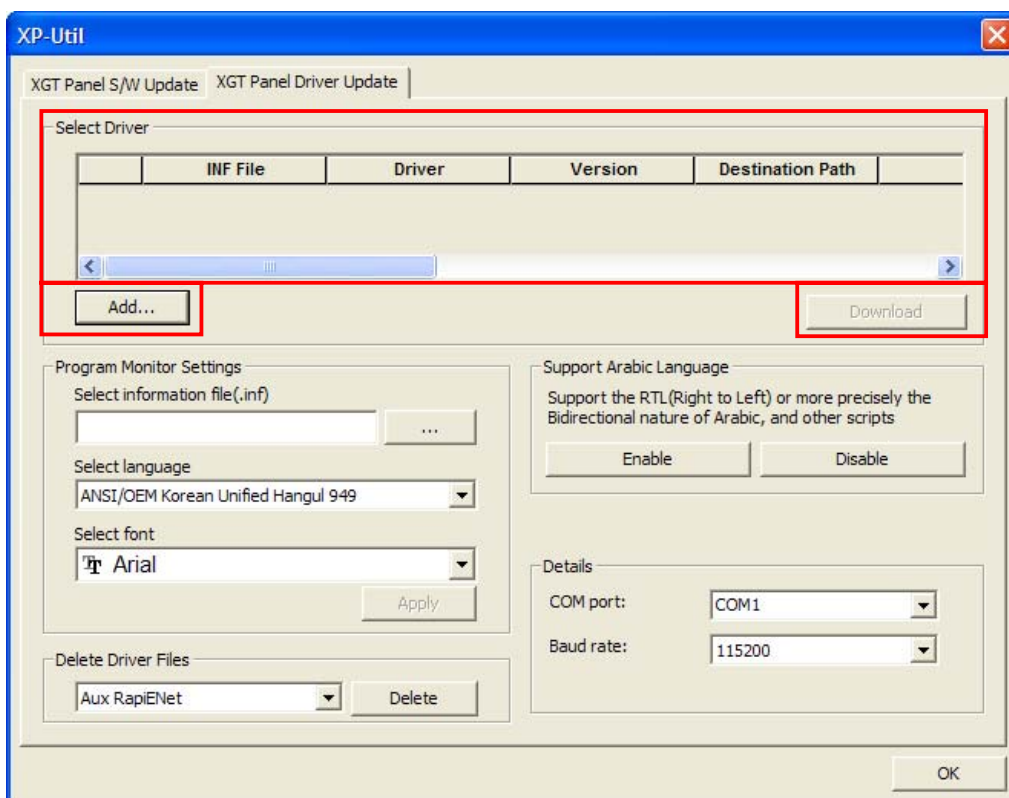 XP-Util
XGT Panel S/W Update XGT Panel Driver Update
Select Driver
INF File Driver Version Destination Path
Add...
Download
Program Monitor Settings
Select information file(.inf)
...
Select language
ANSI/OEM Korean Unified Hangul 949
Select font
Arial
Apply
Support Arabic Language
Support the RTL(Right to Left) or more precisely the
Bidirectional nature of Arabic, and other scripts
Enable Disable
Details
COM port: COM1
Baud rate: 115200
Delete Driver Files
Aux RapiENet Delete
OK